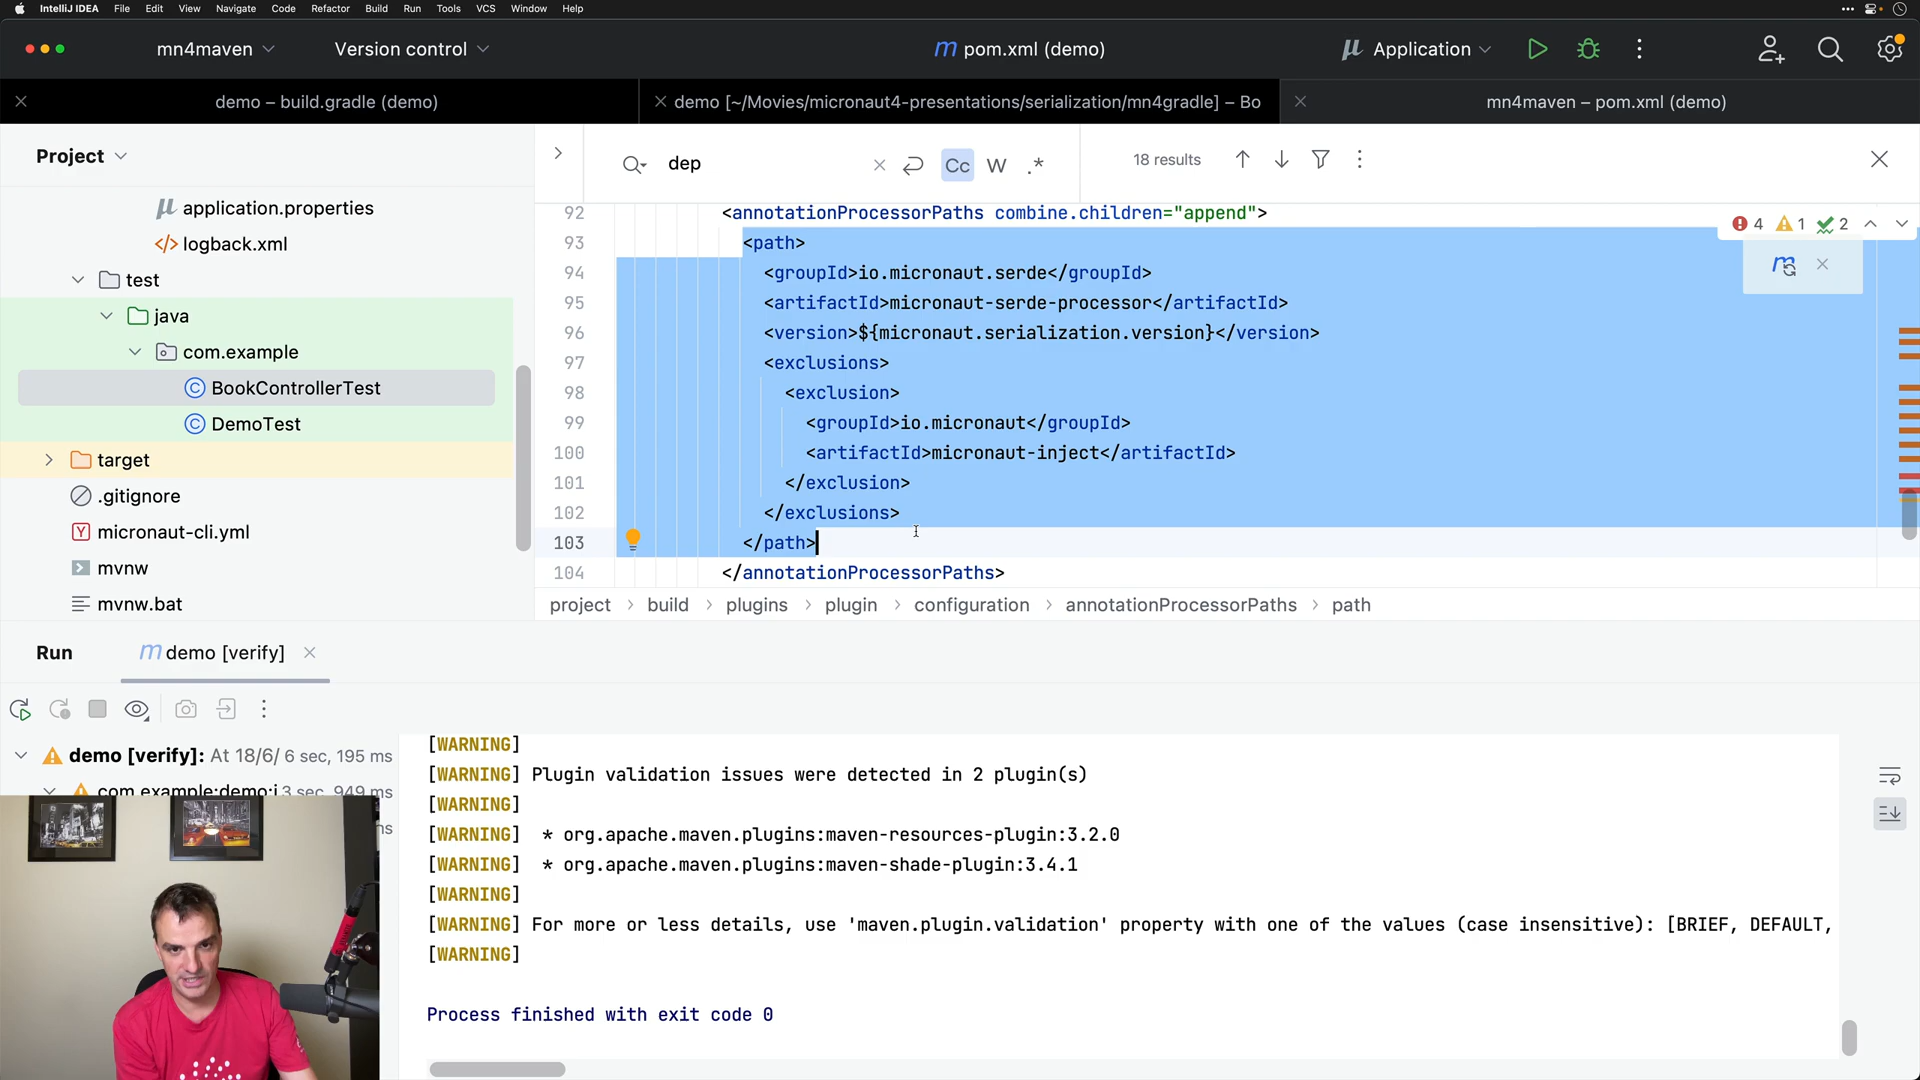 IntelliJ IDEA File Edit View Navigate Code Refactor Build Run Tools VCS Window Help
mn4maven Version control pom.xml (demo) Application
demo – build.gradle (demo) demo [~/Movies/micronaut4-presentations/serialization/mn4gradle] – Bo mn4maven – pom.xml (demo)
Project
application.properties
logback.xml
test
java
com.example
BookControllerTest
DemoTest
target
.gitignore
micronaut-cli.yml
mvnw
mvnw.bat
dep Cc W .* 18 results
4 1 2
92 <annotationProcessorPaths combine.children="append">
93 <path>
94 <groupId>io.micronaut.serde</groupId>
95 <artifactId>micronaut-serde-processor</artifactId>
96 <version>${micronaut.serialization.version}</version>
97 <exclusions>
98 <exclusion>
99 <groupId>io.micronaut</groupId>
100 <artifactId>micronaut-inject</artifactId>
101 </exclusion>
102 </exclusions>
103 </path>
104 </annotationProcessorPaths>
project › build › plugins › plugin › configuration › annotationProcessorPaths › path
Run demo [verify]
demo [verify]: At 18/6/ 6 sec, 195 ms
com.example:demo:j 3 sec, 949 ms
ms
[WARNING]
[WARNING] Plugin validation issues were detected in 2 plugin(s)
[WARNING]
[WARNING] * org.apache.maven.plugins:maven-resources-plugin:3.2.0
[WARNING] * org.apache.maven.plugins:maven-shade-plugin:3.4.1
[WARNING]
[WARNING] For more or less details, use 'maven.plugin.validation' property with one of the values (case insensitive): [BRIEF, DEFAULT,
[WARNING]
Process finished with exit code 0